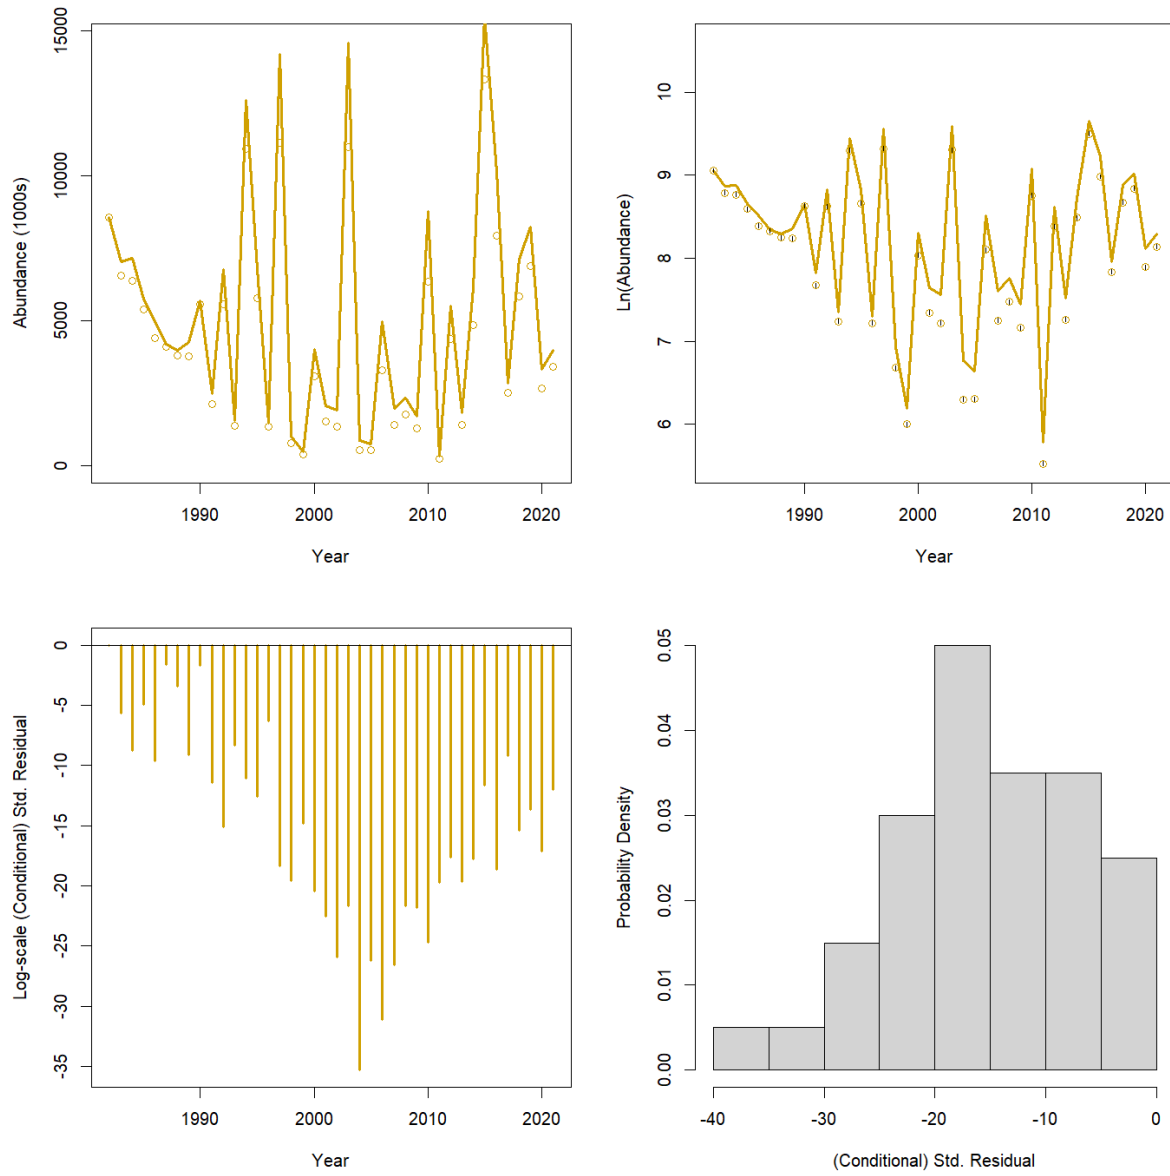 15000
10000
5000
0
Abundance (1000s)
1990 2000 2010 2020
Year
10
9
8
7
6
Ln(Abundance)
1990 2000 2010 2020
Year
0
-5
-10
-15
-20
-25
-30
-35
Log-scale (Conditional) Std. Residual
1990 2000 2010 2020
Year
0.05
0.04
0.03
0.02
0.01
0.00
Probability Density
-40 -30 -20 -10 0
(Conditional) Std. Residual